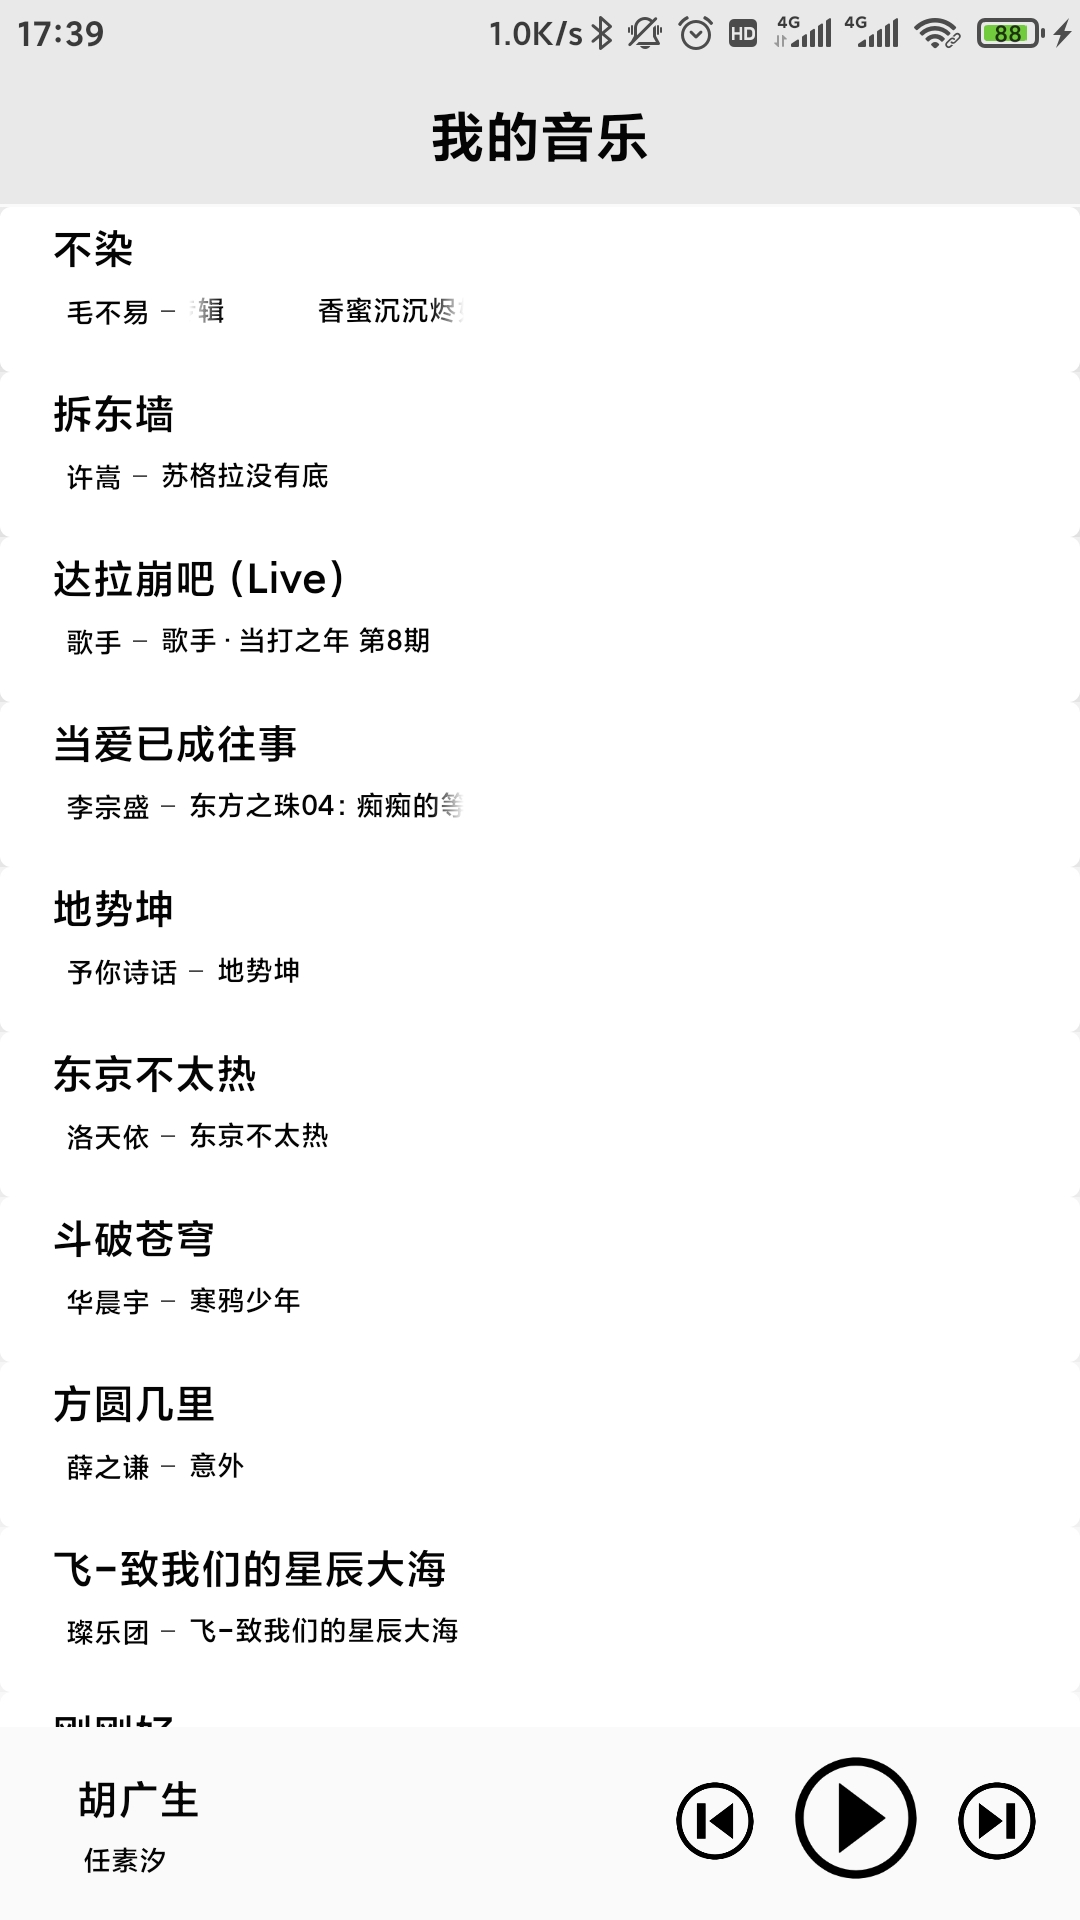 17:39 1.0K/s HD 4G 4G 88
我的音乐
不染
毛不易 - 辑 香蜜沉沉烬
拆东墙
许嵩 - 苏格拉没有底
达拉崩吧 (Live)
歌手 - 歌手·当打之年 第8期
当爱已成往事
李宗盛 - 东方之珠04: 痴痴的等
地势坤
予你诗话 - 地势坤
东京不太热
洛天依 - 东京不太热
斗破苍穹
华晨宇 - 寒鸦少年
方圆几里
薛之谦 - 意外
飞-致我们的星辰大海
璨乐团 - 飞-致我们的星辰大海
胡广生
任素汐